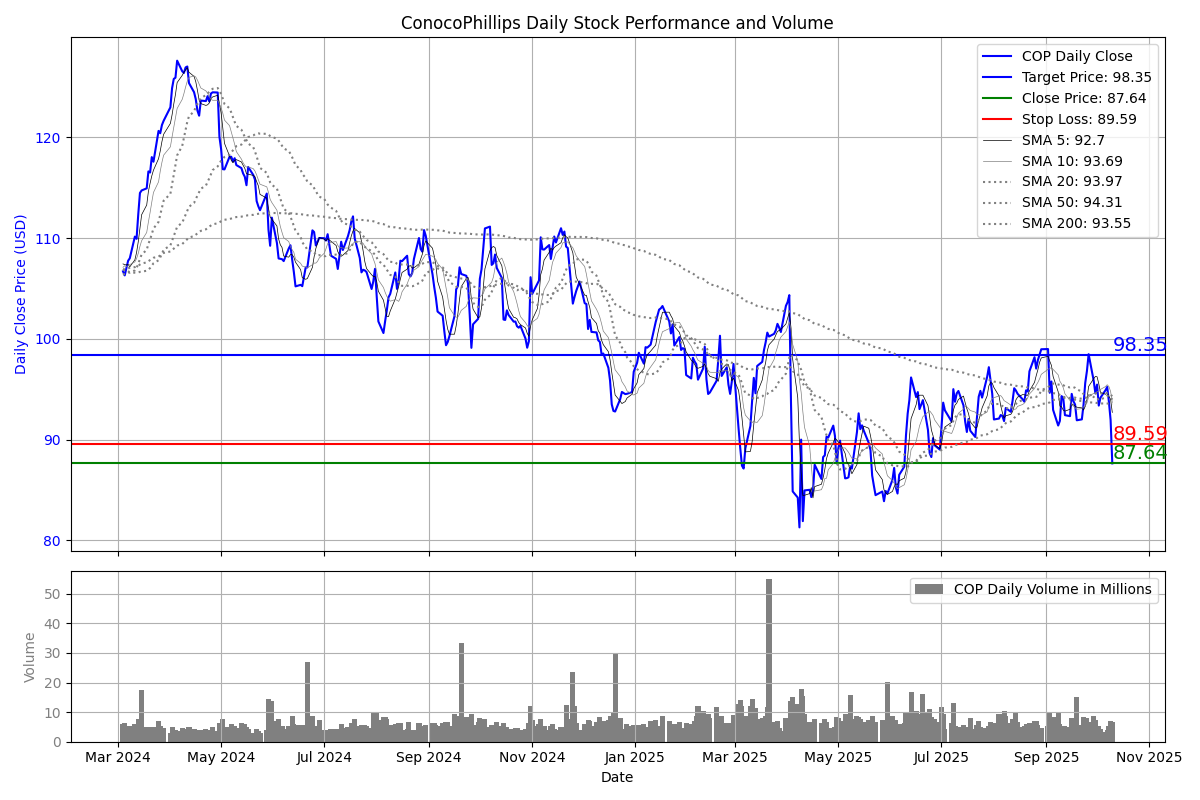 ConocoPhillips Daily Stock Performance and Volume
COP Daily Close
Target Price: 98.35
Close Price: 87.64
Stop Loss: 89.59
SMA 5: 92.7
SMA 10: 93.69
SMA 20: 93.97
SMA 50: 94.31
SMA 200: 93.55
Daily Close Price (USD)
120
110
100
90
80
98.35
89.59
87.64
COP Daily Volume in Millions
Volume
50
40
30
20
10
0
Mar 2024 May 2024 Jul 2024 Sep 2024 Nov 2024 Jan 2025 Mar 2025 May 2025 Jul 2025 Sep 2025 Nov 2025
Date